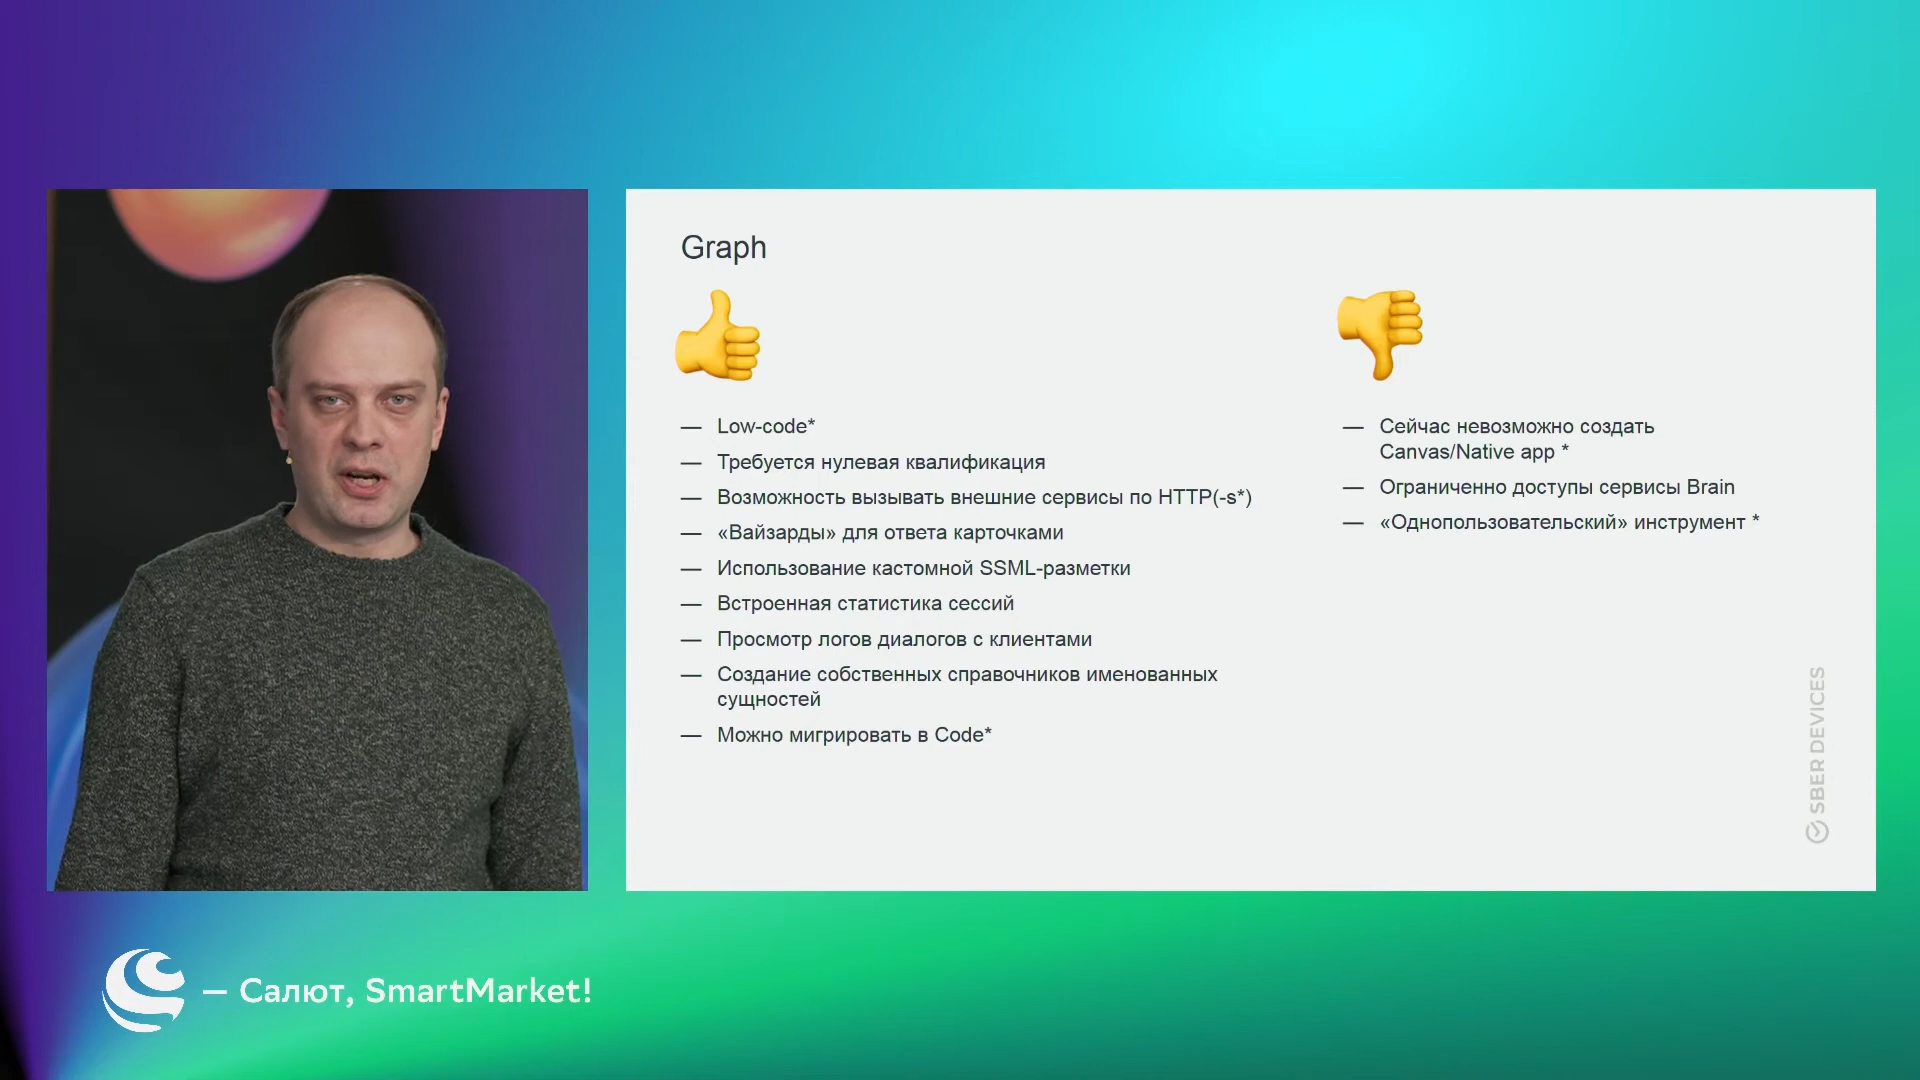 Graph
— Low-code*
— Требуется нулевая квалификация
— Возможность вызывать внешние сервисы по HTTP(-s*)
— «Вайзарды» для ответа карточками
— Использование кастомной SSML-разметки
— Встроенная статистика сессий
— Просмотр логов диалогов с клиентами
— Создание собственных справочников именованных
сущностей
— Можно мигрировать в Code*
— Сейчас невозможно создать
Canvas/Native app *
— Ограниченно доступы сервисы Brain
— «Однопользовательский» инструмент *
SBER DEVICES
— Салют, SmartMarket!